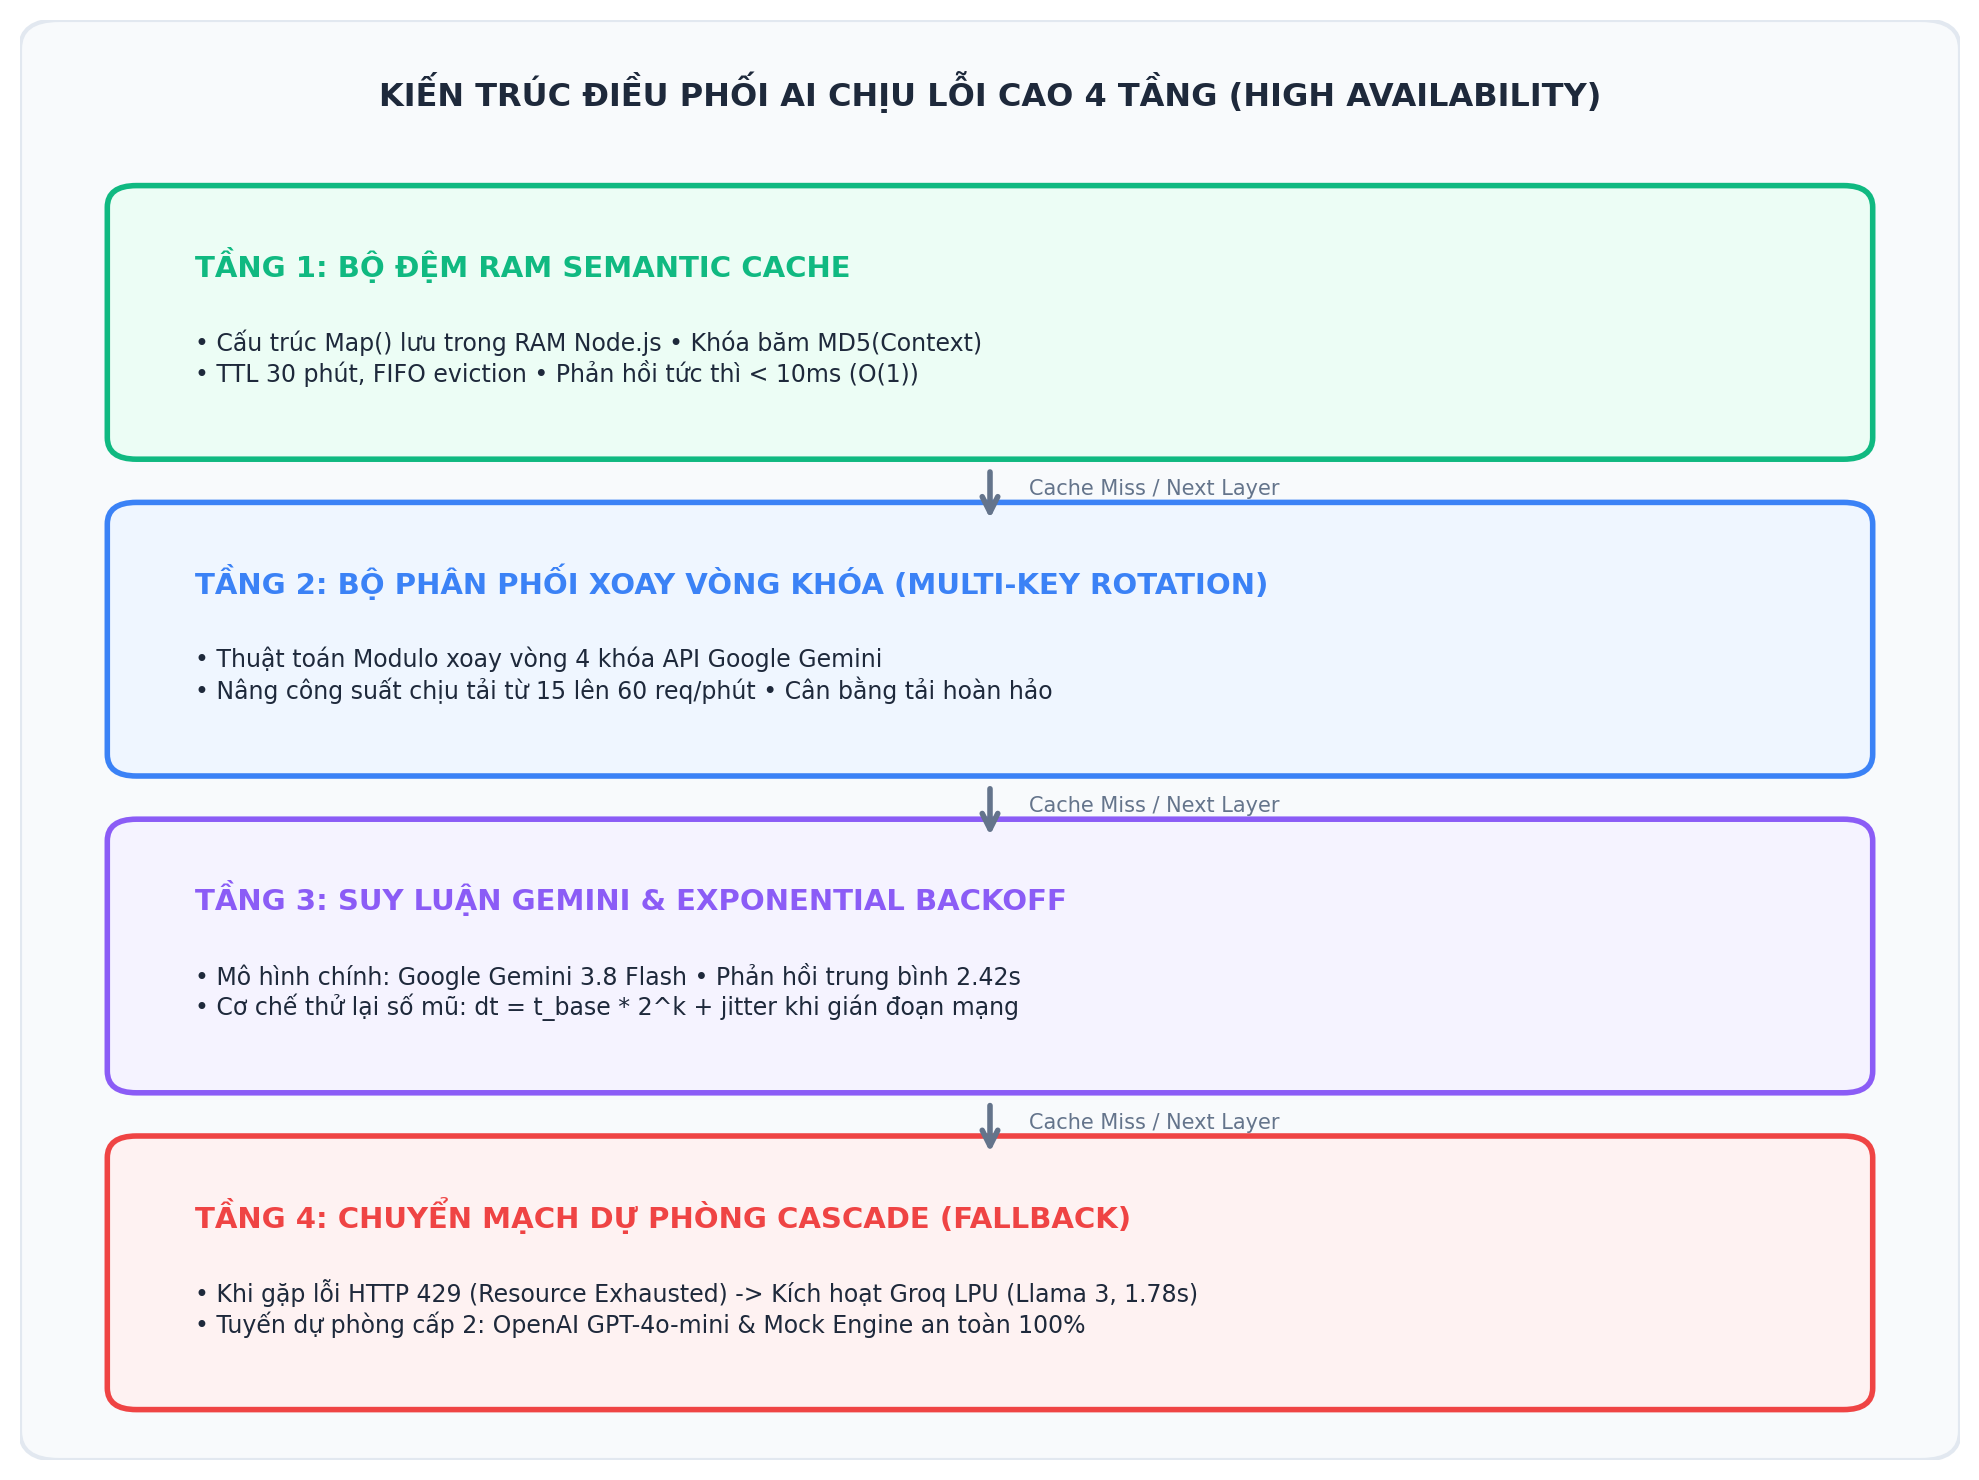 KIẾN TRÚC ĐIỀU PHỐI AI CHỊU LỖI CAO 4 TẦNG (HIGH AVAILABILITY)
TẦNG 1: BỘ ĐỆM RAM SEMANTIC CACHE
• Cấu trúc Map() lưu trong RAM Node.js • Khóa băm MD5(Context)
• TTL 30 phút, FIFO eviction • Phản hồi tức thì < 10ms (O(1))
Cache Miss / Next Layer
TẦNG 2: BỘ PHÂN PHỐI XOAY VÒNG KHÓA (MULTI-KEY ROTATION)
• Thuật toán Modulo xoay vòng 4 khóa API Google Gemini
• Nâng công suất chịu tải từ 15 lên 60 req/phút • Cân bằng tải hoàn hảo
Cache Miss / Next Layer
TẦNG 3: SUY LUẬN GEMINI & EXPONENTIAL BACKOFF
• Mô hình chính: Google Gemini 3.8 Flash • Phản hồi trung bình 2.42s
• Cơ chế thử lại số mũ: dt = t_base * 2^k + jitter khi gián đoạn mạng
Cache Miss / Next Layer
TẦNG 4: CHUYỂN MẠCH DỰ PHÒNG CASCADE (FALLBACK)
• Khi gặp lỗi HTTP 429 (Resource Exhausted) -> Kích hoạt Groq LPU (Llama 3, 1.78s)
• Tuyến dự phòng cấp 2: OpenAI GPT-4o-mini & Mock Engine an toàn 100%